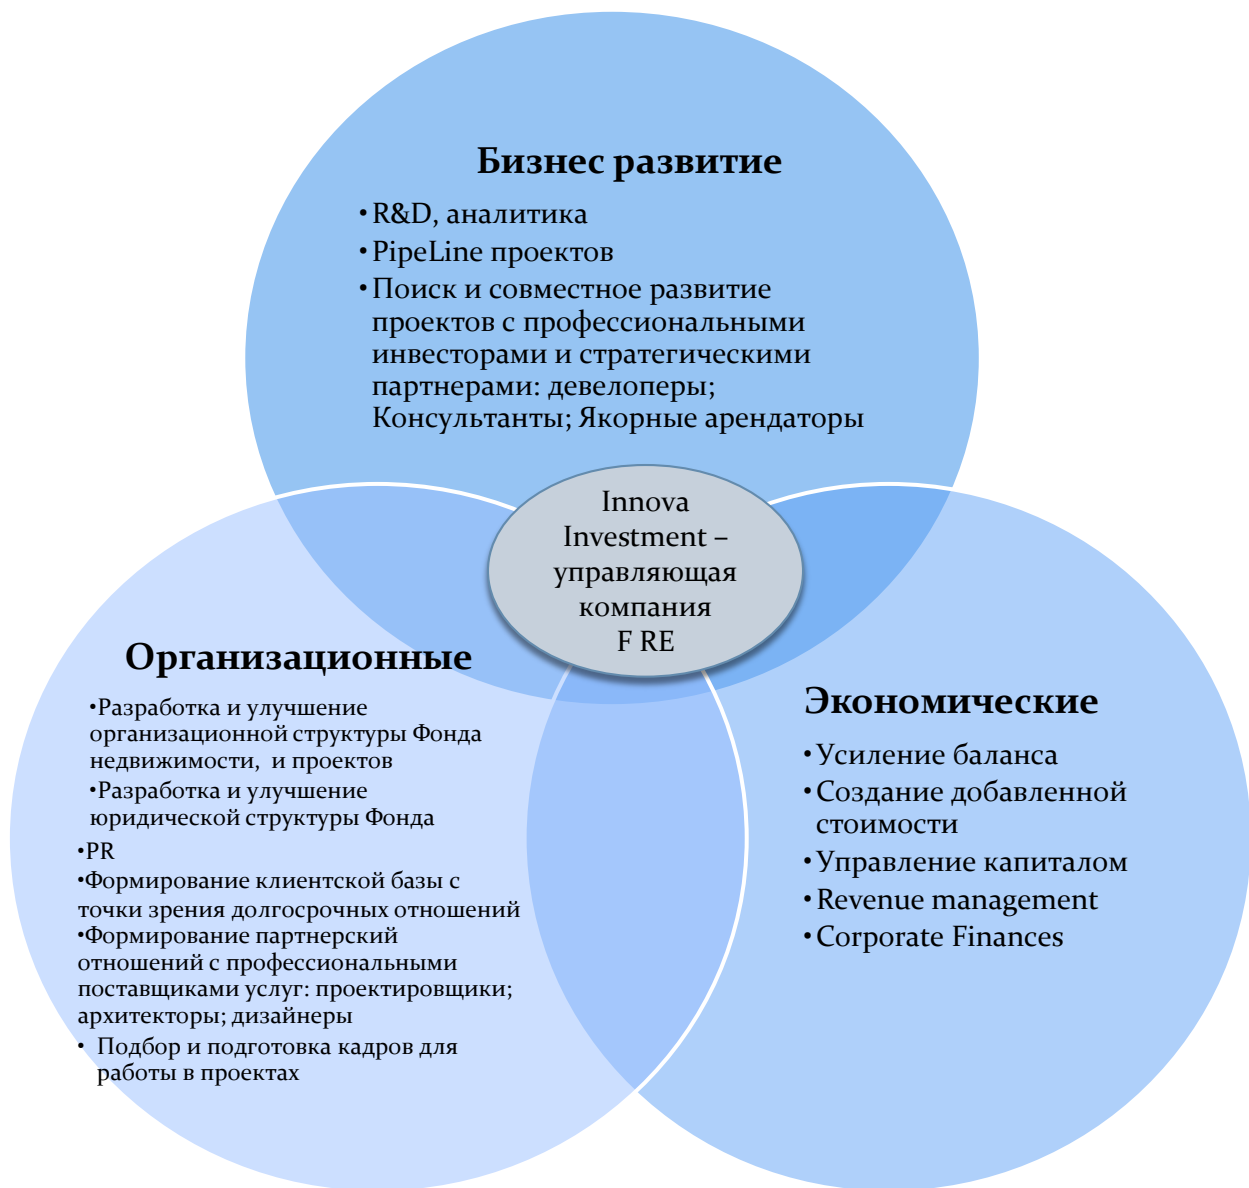 Бизнес развитие
•R&D, аналитика
•PipeLine проектов
•Поиск и совместное развитие
проектов с профессиональными
инвесторами и стратегическими
партнерами: девелоперы;
Консультанты; Якорные арендаторы
Innova
Investment –
управляющая
компания
F RE
Организационные
•Разработка и улучшение
организационной структуры Фонда
недвижимости, и проектов
•Разработка и улучшение
юридической структуры Фонда
•PR
•Формирование клиентской базы с
точки зрения долгосрочных отношений
•Формирование партнерский
отношений с профессиональными
поставщиками услуг: проектировщики;
архитекторы; дизайнеры
• Подбор и подготовка кадров для
работы в проектах
Экономические
•Усиление баланса
•Создание добавленной
стоимости
•Управление капиталом
•Revenue management
•Corporate Finances